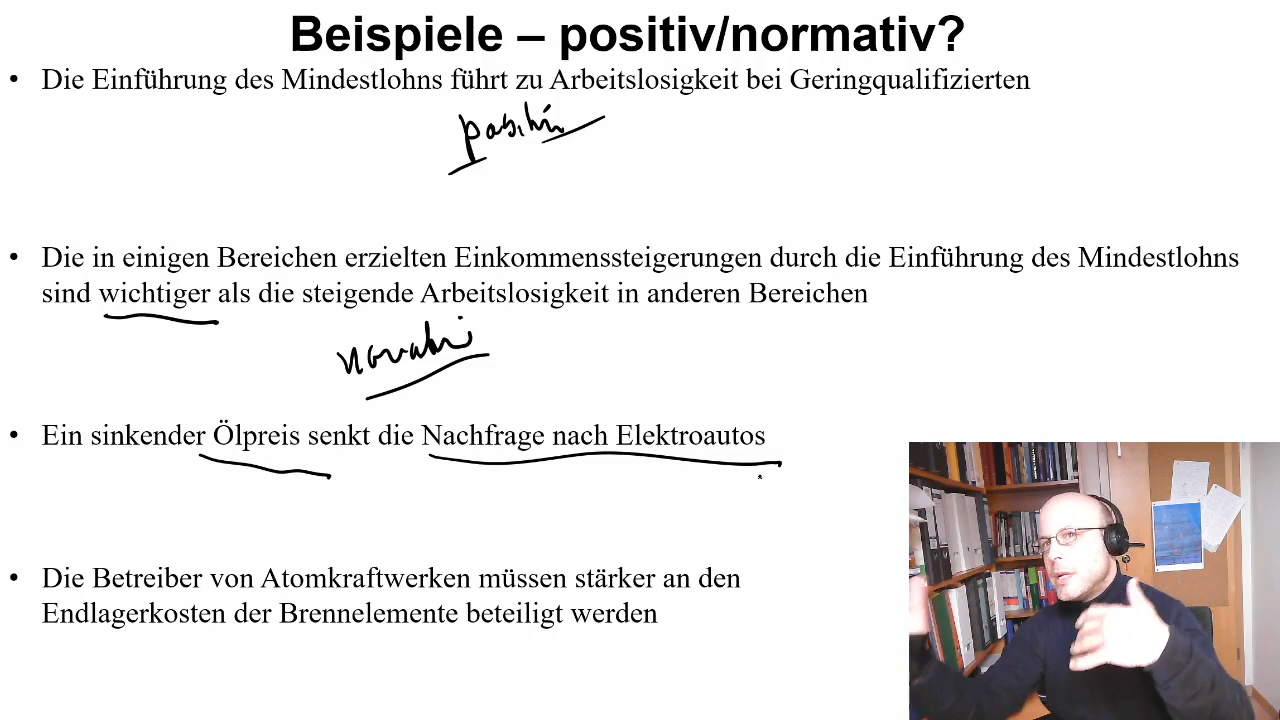 Beispiele – positiv/normativ?
• Die Einführung des Mindestlohns führt zu Arbeitslosigkeit bei Geringqualifizierten
positiv
• Die in einigen Bereichen erzielten Einkommenssteigerungen durch die Einführung des Mindestlohns
sind wichtiger als die steigende Arbeitslosigkeit in anderen Bereichen
normativ
• Ein sinkender Ölpreis senkt die Nachfrage nach Elektroautos
• Die Betreiber von Atomkraftwerken müssen stärker an den
Endlagerkosten der Brennelemente beteiligt werden